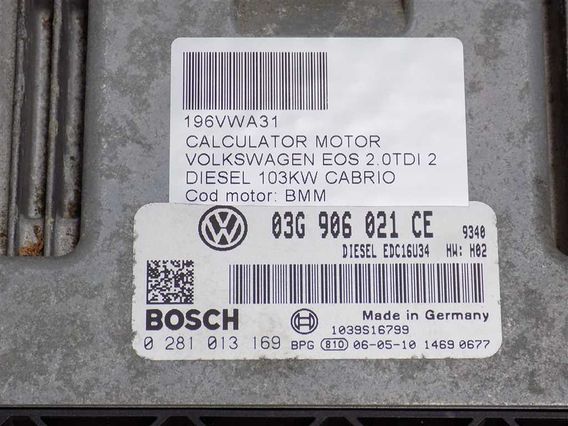 196VWA31
CALCULATOR MOTOR
VOLKSWAGEN EOS 2.0TDI 2
DIESEL 103KW CABRIO
Cod motor: BMM
03G 906 021 CE 9340
DIESEL EDC16U34 HW: H02
BOSCH
Made in Germany
1039S16799
0 281 013 169 BPG 810 06-05-10 1469 0677